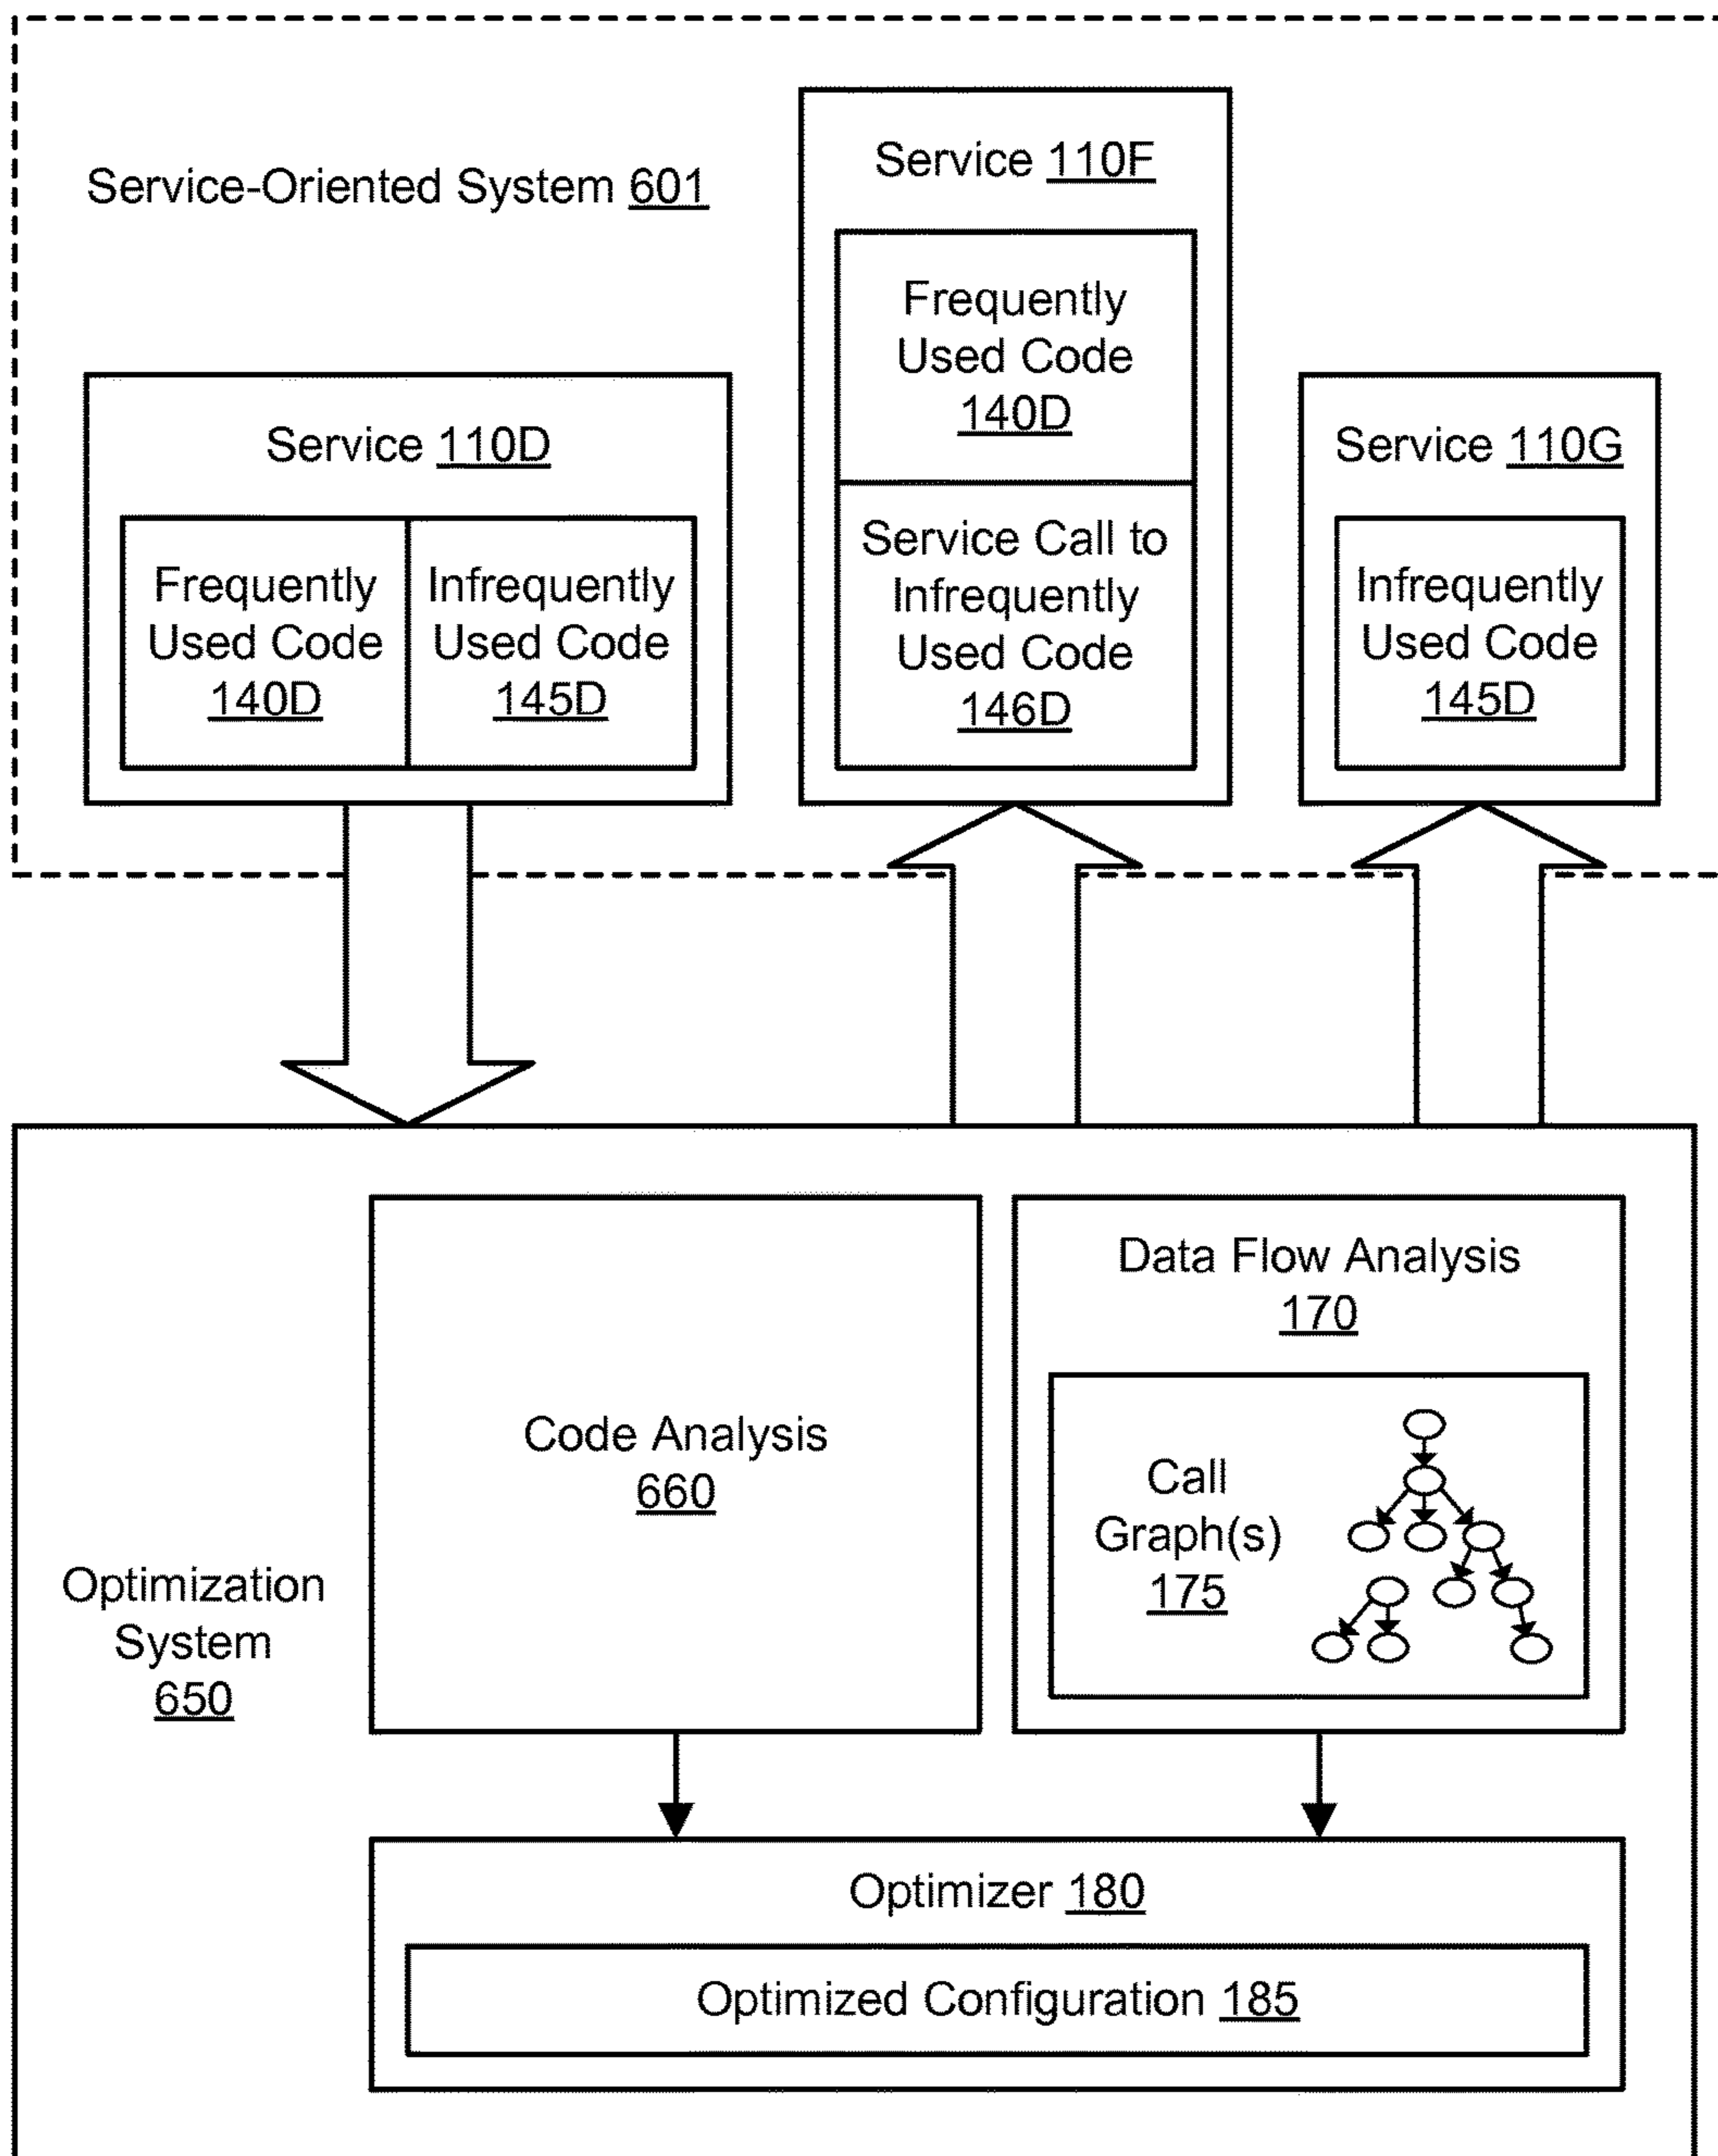 Service-Oriented System 601
Service 110D
Frequently
Used Code
140D
Infrequently
Used Code
145D
Service 110F
Frequently
Used Code
140D
Service Call to
Infrequently
Used Code
146D
Service 110G
Infrequently
Used Code
145D
Optimization
System
650
Code Analysis
660
Data Flow Analysis
170
Call
Graph(s)
175
Optimizer 180
Optimized Configuration 185